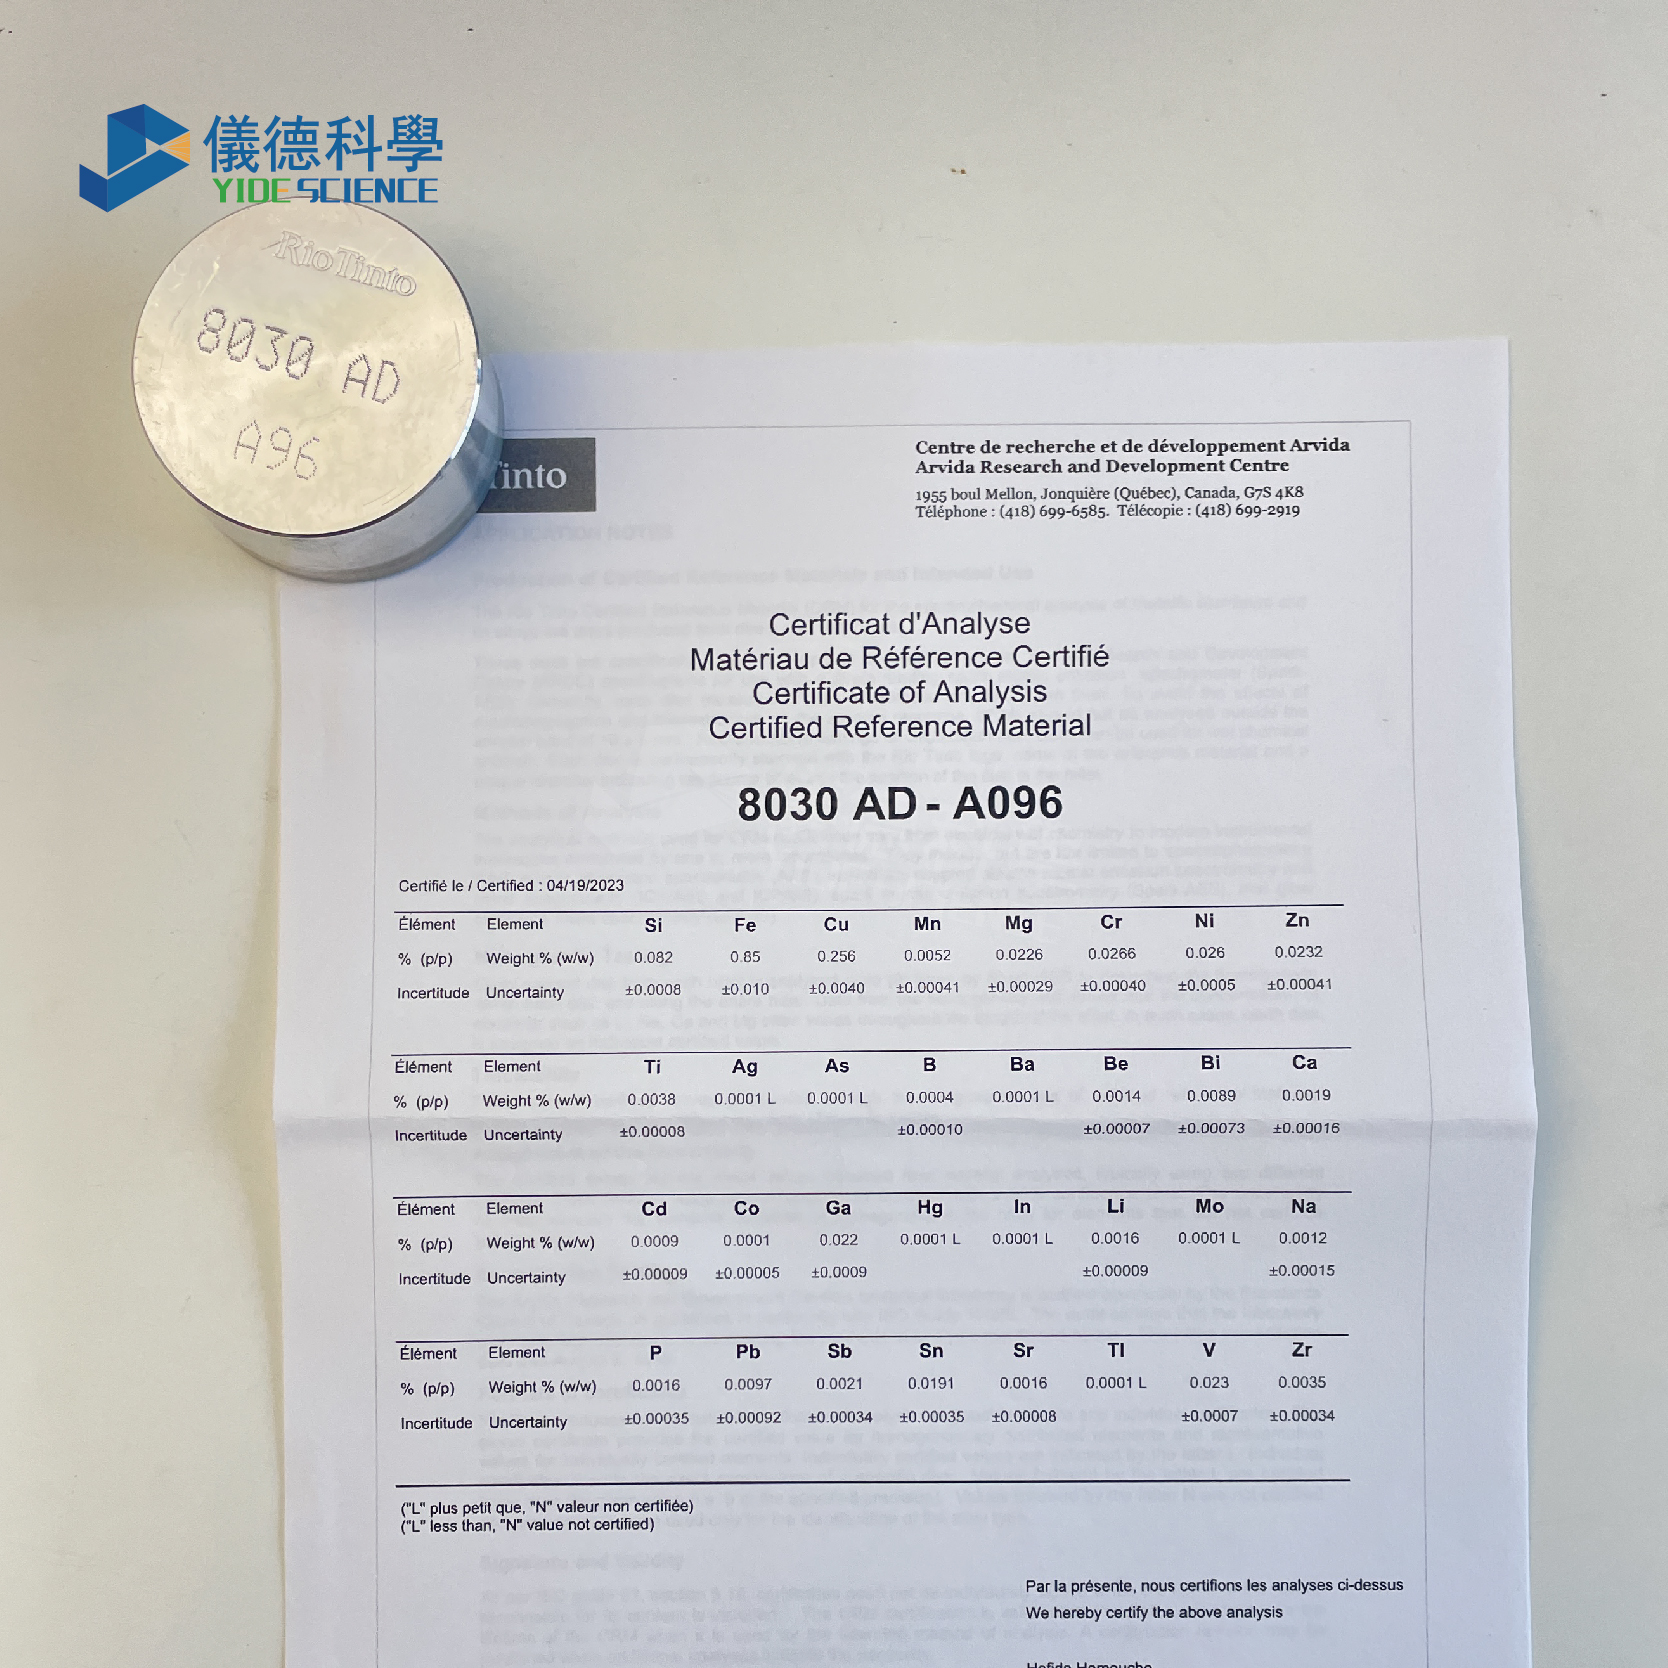 儀德科學
YIDE SCIENCE
RioTinto
8030 AD
A96
Tinto
Centre de recherche et de développement Arvida
Arvida Research and Development Centre
1955 boul Mellon, Jonquière (Québec), Canada, G7S 4K8
Téléphone : (418) 699-6585. Télécopie : (418) 699-2919
Certificat d'Analyse
Matériau de Référence Certifié
Certificate of Analysis
Certified Reference Material
8030 AD - A096
Certifié le / Certified : 04/19/2023
Élément Element Si Fe Cu Mn Mg Cr Ni Zn
% (p/p) Weight % (w/w) 0.082 0.85 0.256 0.0052 0.0226 0.0266 0.026 0.0232
Incertitude Uncertainty ±0.0008 ±0.010 ±0.0040 ±0.00041 ±0.00029 ±0.00040 ±0.0005 ±0.00041
Élément Element Ti Ag As B Ba Be Bi Ca
% (p/p) Weight % (w/w) 0.0038 0.0001 L 0.0001 L 0.0004 0.0001 L 0.0014 0.0089 0.0019
Incertitude Uncertainty ±0.00008 ±0.00010 ±0.00007 ±0.00073 ±0.00016
Élément Element Cd Co Ga Hg In Li Mo Na
% (p/p) Weight % (w/w) 0.0009 0.0001 0.022 0.0001 L 0.0001 L 0.0016 0.0001 L 0.0012
Incertitude Uncertainty ±0.00009 ±0.00005 ±0.0009 ±0.00009 ±0.00015
Élément Element P Pb Sb Sn Sr Tl V Zr
% (p/p) Weight % (w/w) 0.0016 0.0097 0.0021 0.0191 0.0016 0.0001 L 0.023 0.0035
Incertitude Uncertainty ±0.00035 ±0.00092 ±0.00034 ±0.00035 ±0.00008 ±0.0007 ±0.00034
("L" plus petit que, "N" valeur non certifiée)
("L" less than, "N" value not certified)
Par la présente, nous certifions les analyses ci-dessus
We hereby certify the above analysis